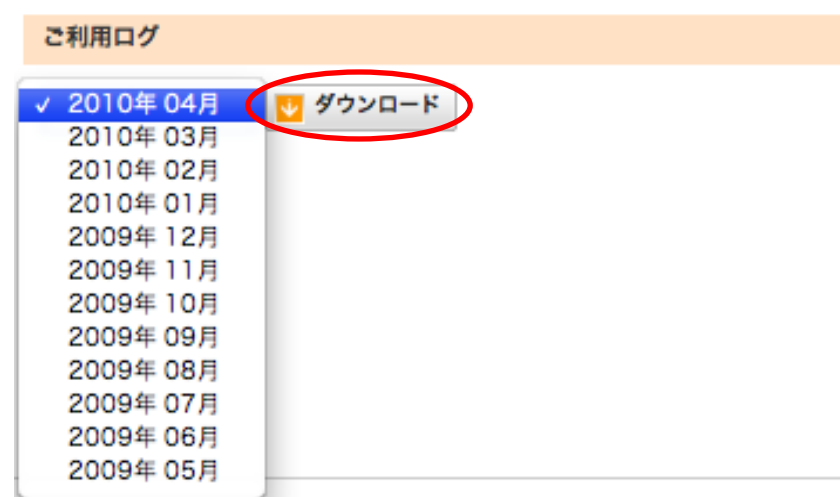 ご利用ログ
✓ 2010年 04月 ダウンロード
2010年 03月
2010年 02月
2010年 01月
2009年 12月
2009年 11月
2009年 10月
2009年 09月
2009年 08月
2009年 07月
2009年 06月
2009年 05月